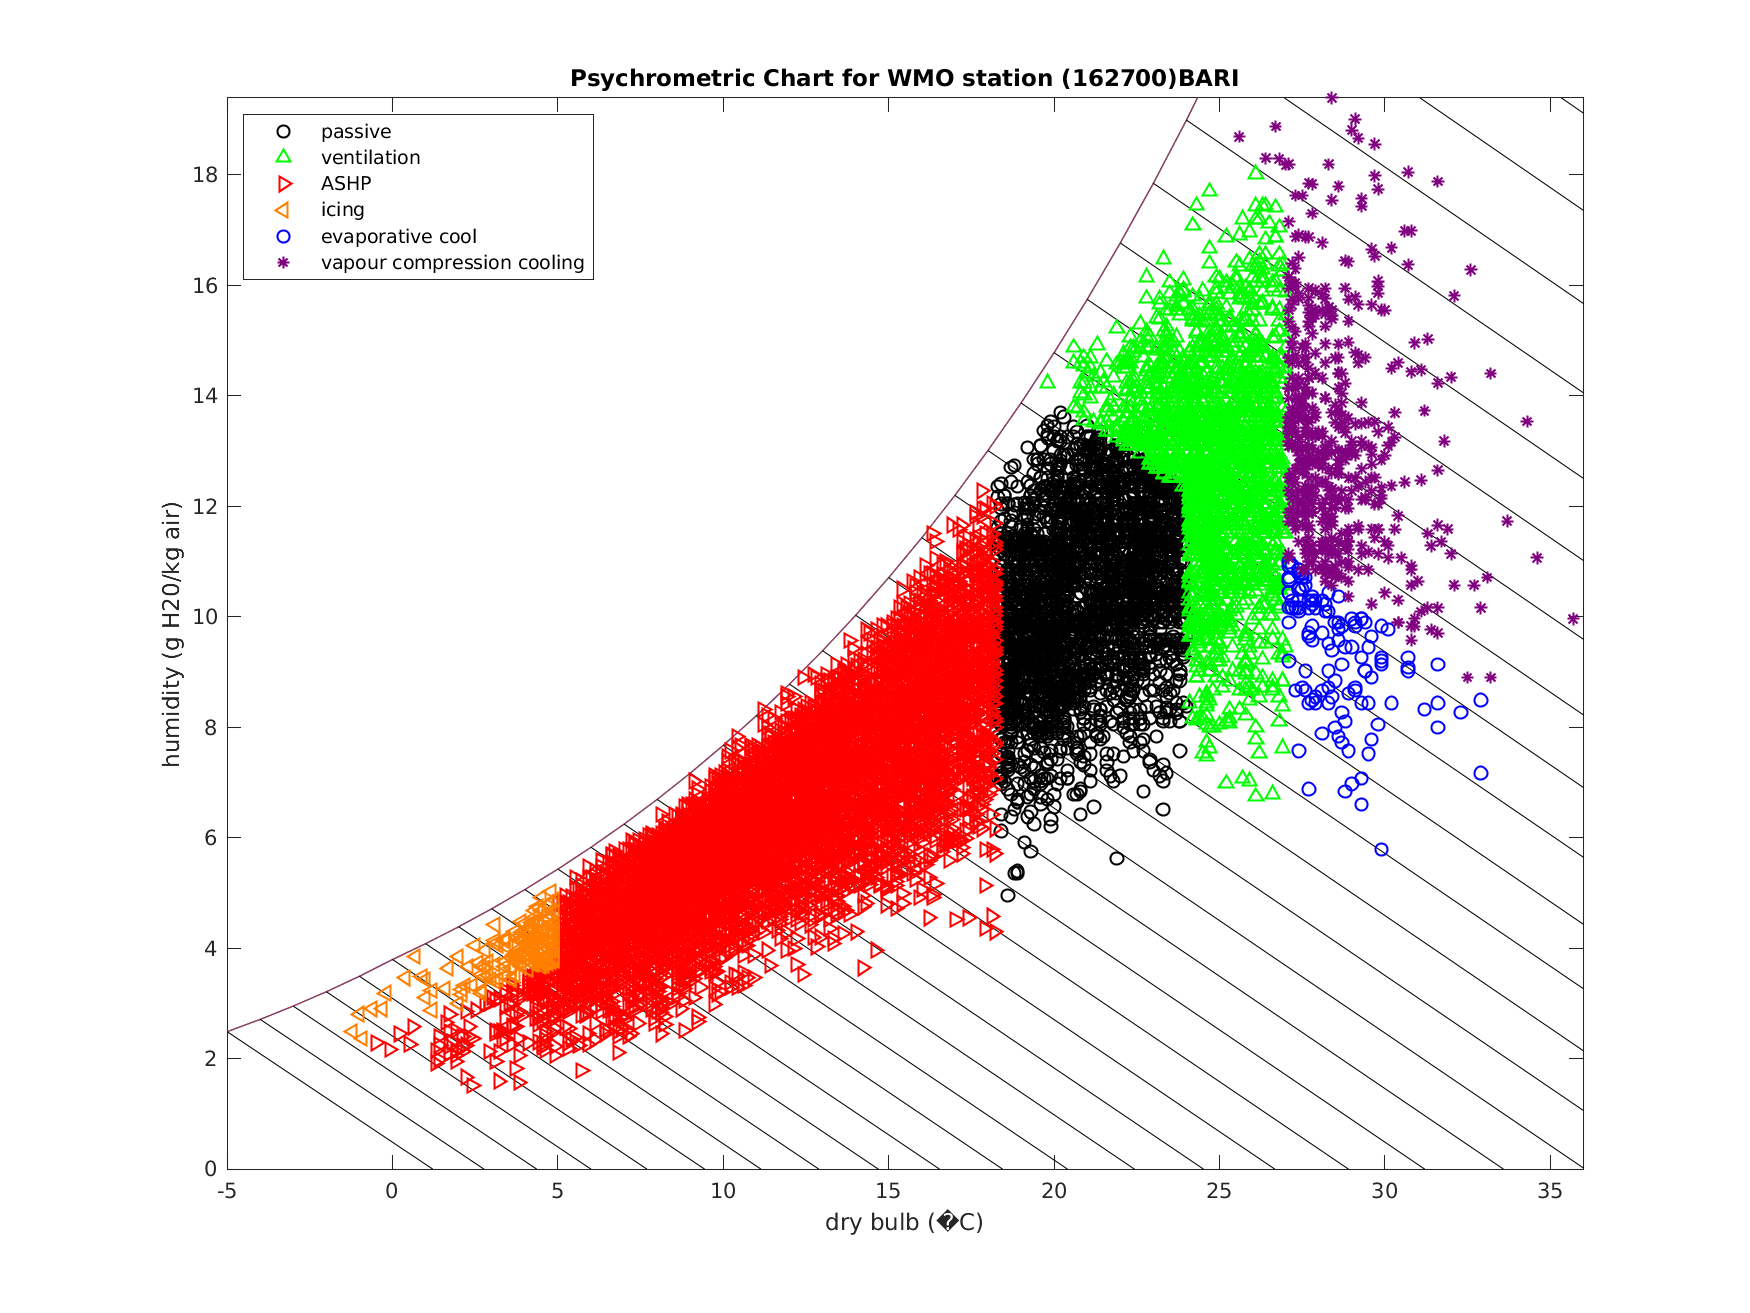 Psychrometric Chart for WMO station (162700)BARI
passive
ventilation
ASHP
icing
evaporative cool
vapour compression cooling
humidity (g H20/kg air)
18
16
14
12
10
8
6
4
2
0
-5 0 5 10 15 20 25 30 35
dry bulb (�C)